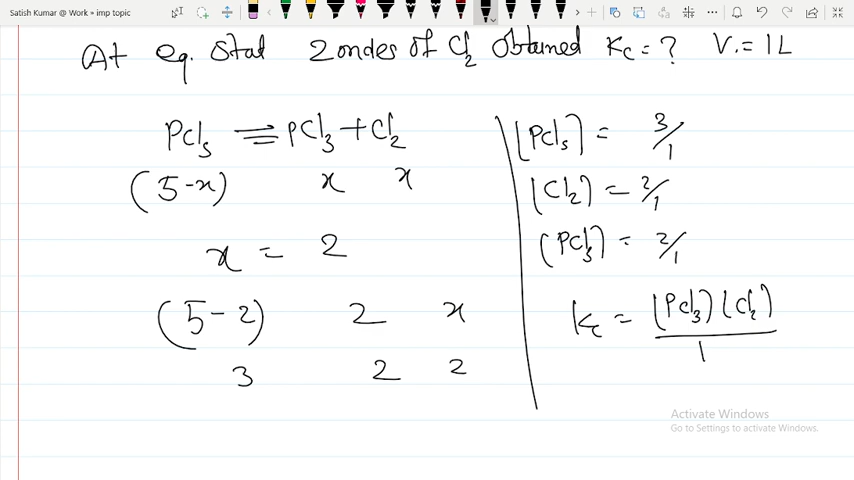 Satish Kumar @ Work » imp topic
At eq. Stat 2 ondes of Cl₂ Obtained Kc = ? V. = 1L
PCl₅ ⇌ PCl₃ + Cl₂
(5-x) x x
x = 2
(5-2) 2 x
3 2 2
[PCl₅] = 3/1
[Cl₂] = 2/1
[PCl₃] = 2/1
Kc = [PCl₃][Cl₂] / 1
Activate Windows
Go to Settings to activate Windows.